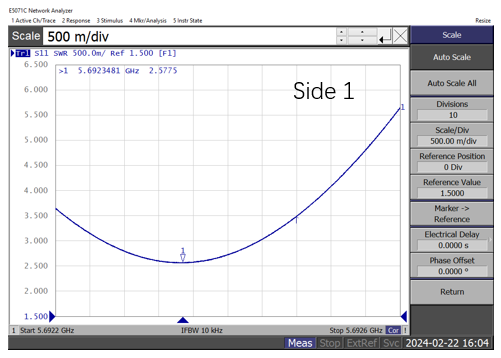 E5071C Network Analyzer
1 Active Ch/Trace 2 Response 3 Stimulus 4 Mkr/Analysis 5 Instr State
Resize
Scale 500 m/div
Tr1 S11 SWR 500.0m/ Ref 1.500 [F1]
>1 5.6923481 GHz 2.5775
Side 1
6.500
6.000
5.500
5.000
4.500
4.000
3.500
3.000
2.500
2.000
1.500
1
1
1 Start 5.6922 GHz IFBW 10 kHz Stop 5.6926 GHz Cor !
Scale
Auto Scale
Auto Scale All
Divisions
10
Scale/Div
500.00 m/div
Reference Position
0 Div
Reference Value
1.5000
Marker ->
Reference
Electrical Delay
0.0000 s
Phase Offset
0.0000 °
Return
Meas Stop ExtRef Svc 2024-02-22 16:04